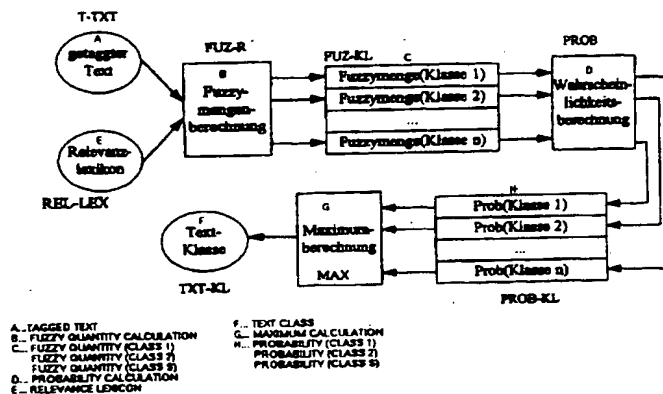 T-TXT
A
getaggter
Text
FUZ-R
B
Fuzzy-
mengen-
berechnung
FUZ-KL
C
Fuzzymenge(Klasse 1)
Fuzzymenge(Klasse 2)
...
Fuzzymenge(Klasse n)
PROB
D
Wahrschein-
lichkeits-
berechnung
E
Relevanz-
lexikon
REL-LEX
F
Text-
Klasse
TXT-KL
G
Maximum-
berechnung
MAX
H
Prob(Klasse 1)
Prob(Klasse 2)
...
Prob(Klasse n)
PROB-KL
A... TAGGED TEXT
B... FUZZY QUANTITY CALCULATION
C... FUZZY QUANTITY (CLASS 1)
FUZZY QUANTITY (CLASS 2)
FUZZY QUANTITY (CLASS S)
D... PROBABILITY CALCULATION
E... RELEVANCE LEXICON
F... TEXT CLASS
G... MAXIMUM CALCULATION
H... PROBABILITY (CLASS 1)
PROBABILITY (CLASS 2)
PROBABILITY (CLASS S)